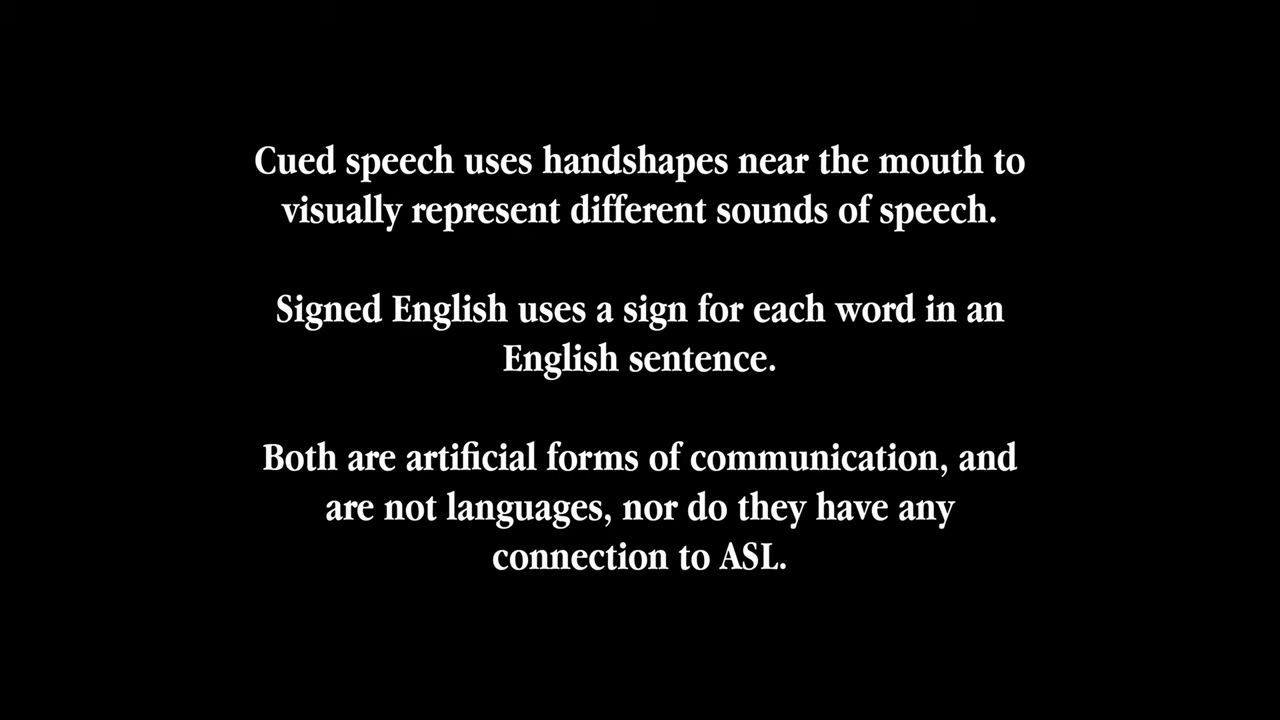 Cued speech uses handshapes near the mouth to
visually represent different sounds of speech.
Signed English uses a sign for each word in an
English sentence.
Both are artificial forms of communication, and
are not languages, nor do they have any
connection to ASL.